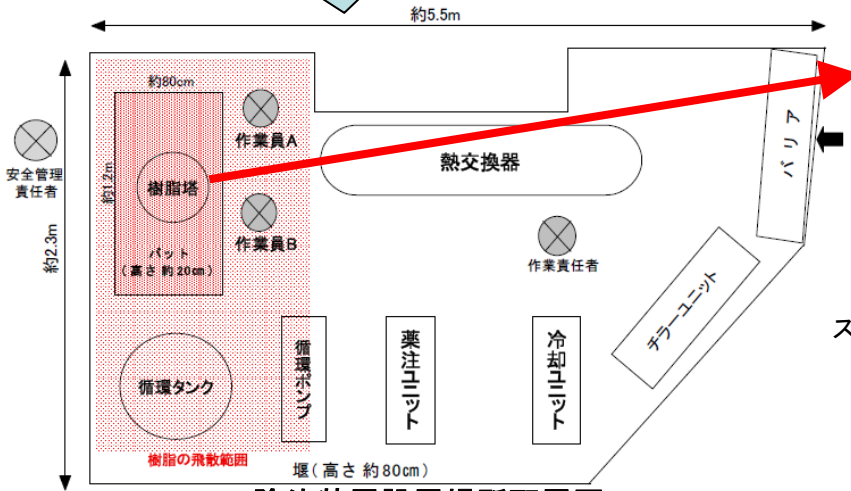 約5.5m
約80cm
作業員A
安全管理
責任者
約1.2m
樹脂塔
熱交換器
バリア
約2.3m
作業員B
バット
(高さ約20cm)
作業責任者
チラーユニット
ス
循環タンク
循環ポンプ
薬注ユニット
冷却ユニット
樹脂の飛散範囲
堰(高さ 約80cm)